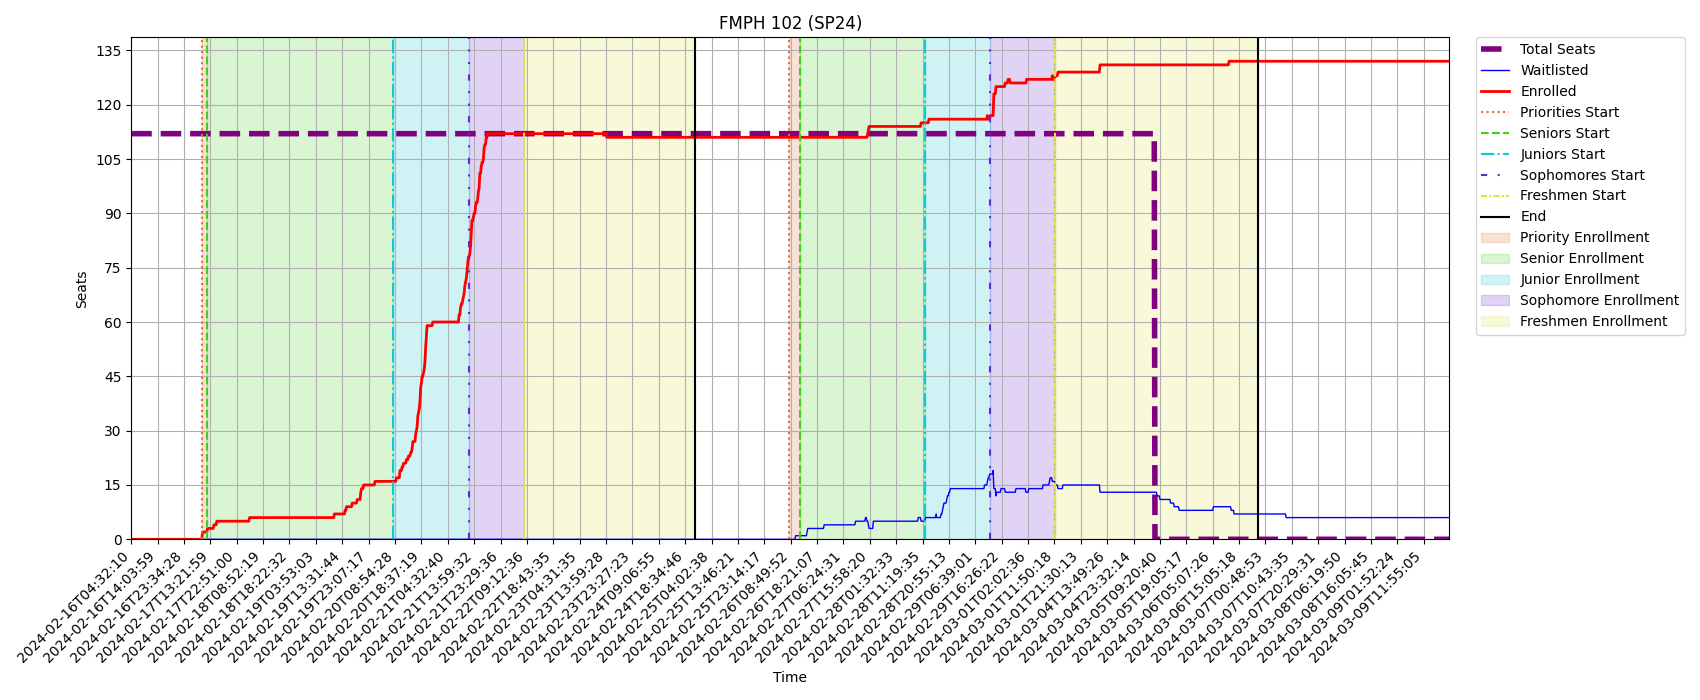 FMPH 102 (SP24)
Seats
135
120
105
90
75
60
45
30
15
0
2024-02-16T04:32:10
2024-02-16T14:03:59
2024-02-16T23:34:28
2024-02-17T13:21:59
2024-02-17T22:51:00
2024-02-18T08:52:19
2024-02-18T18:22:32
2024-02-19T03:53:03
2024-02-19T13:31:44
2024-02-19T23:07:17
2024-02-20T08:54:28
2024-02-20T18:37:19
2024-02-21T04:32:40
2024-02-21T13:59:32
2024-02-21T23:29:36
2024-02-22T09:12:36
2024-02-22T18:43:35
2024-02-23T04:31:35
2024-02-23T13:59:28
2024-02-23T23:27:23
2024-02-24T09:06:55
2024-02-24T18:34:46
2024-02-25T04:02:38
2024-02-25T13:46:21
2024-02-25T23:14:17
2024-02-26T08:49:52
2024-02-26T18:21:07
2024-02-27T06:24:31
2024-02-27T15:58:20
2024-02-28T01:32:33
2024-02-28T11:19:35
2024-02-28T20:55:13
2024-02-29T06:39:01
2024-02-29T16:26:22
2024-03-01T02:02:36
2024-03-01T11:50:18
2024-03-01T21:30:13
2024-03-04T13:49:26
2024-03-04T23:32:14
2024-03-05T09:20:40
2024-03-05T19:05:17
2024-03-06T05:07:26
2024-03-06T15:05:18
2024-03-07T00:48:53
2024-03-07T10:43:35
2024-03-07T20:29:31
2024-03-08T06:19:50
2024-03-08T16:05:45
2024-03-09T01:52:24
2024-03-09T11:55:05
Time
Total Seats
Waitlisted
Enrolled
Priorities Start
Seniors Start
Juniors Start
Sophomores Start
Freshmen Start
End
Priority Enrollment
Senior Enrollment
Junior Enrollment
Sophomore Enrollment
Freshmen Enrollment